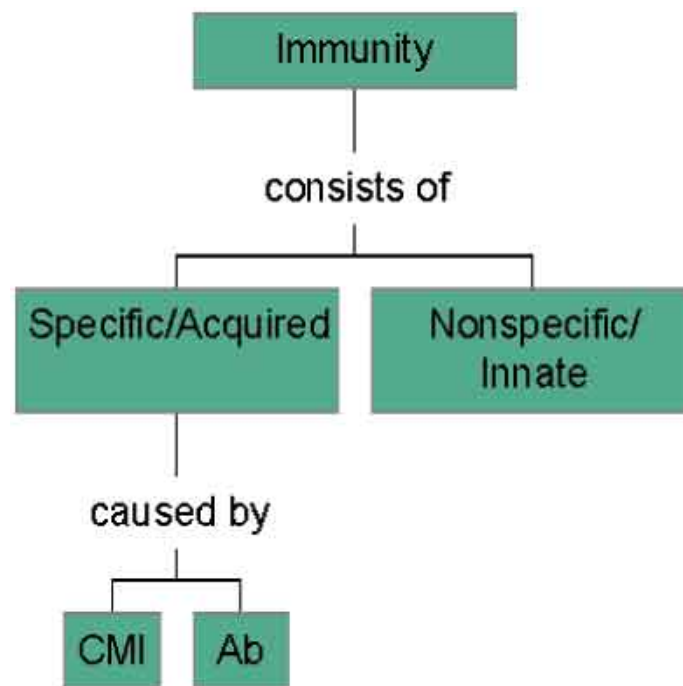 Immunity
consists of
Specific/Acquired
Nonspecific/
Innate
caused by
CMI
Ab